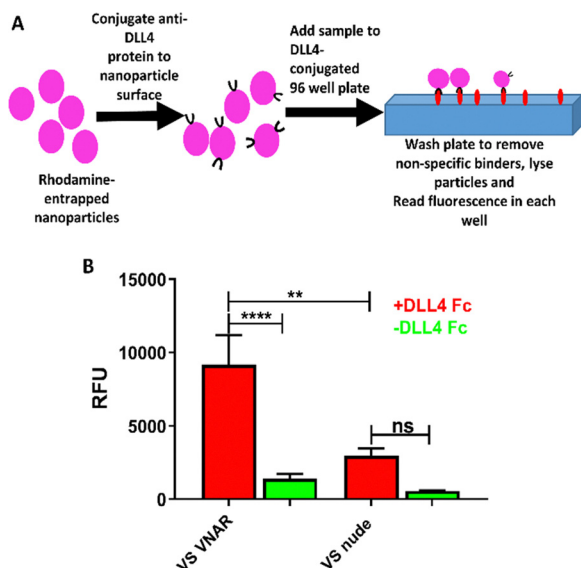 A
Conjugate anti-
DLL4
protein to
nanoparticle
surface
Add sample to
DLL4-
conjugated
96 well plate
Rhodamine-
entrapped
nanoparticles
Wash plate to remove
non-specific binders, lyse
particles and
Read fluorescence in each
well
B
15000
10000
5000
0
RFU
**
****
ns
+DLL4 Fc
-DLL4 Fc
VS VNAR
VS nude